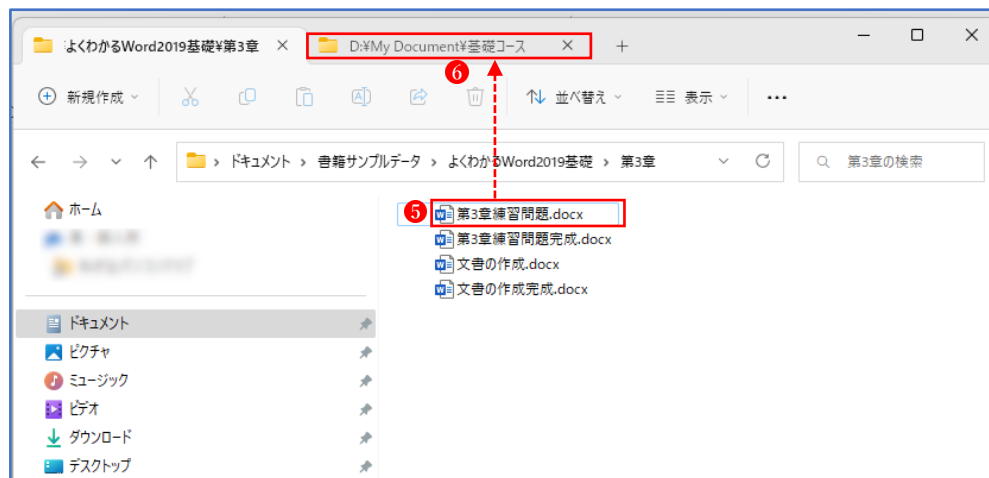 よくわかるWord2019基礎¥第3章 × D:¥My Document¥基礎コース × +
6
新規作成 並べ替え 表示 ...
ドキュメント > 書籍サンプルデータ > よくわかるWord2019基礎 > 第3章 第3章の検索
ホーム
5 第3章練習問題.docx
第3章練習問題完成.docx
文書の作成.docx
文書の作成完成.docx
ドキュメント
ピクチャ
ミュージック
ビデオ
ダウンロード
デスクトップ